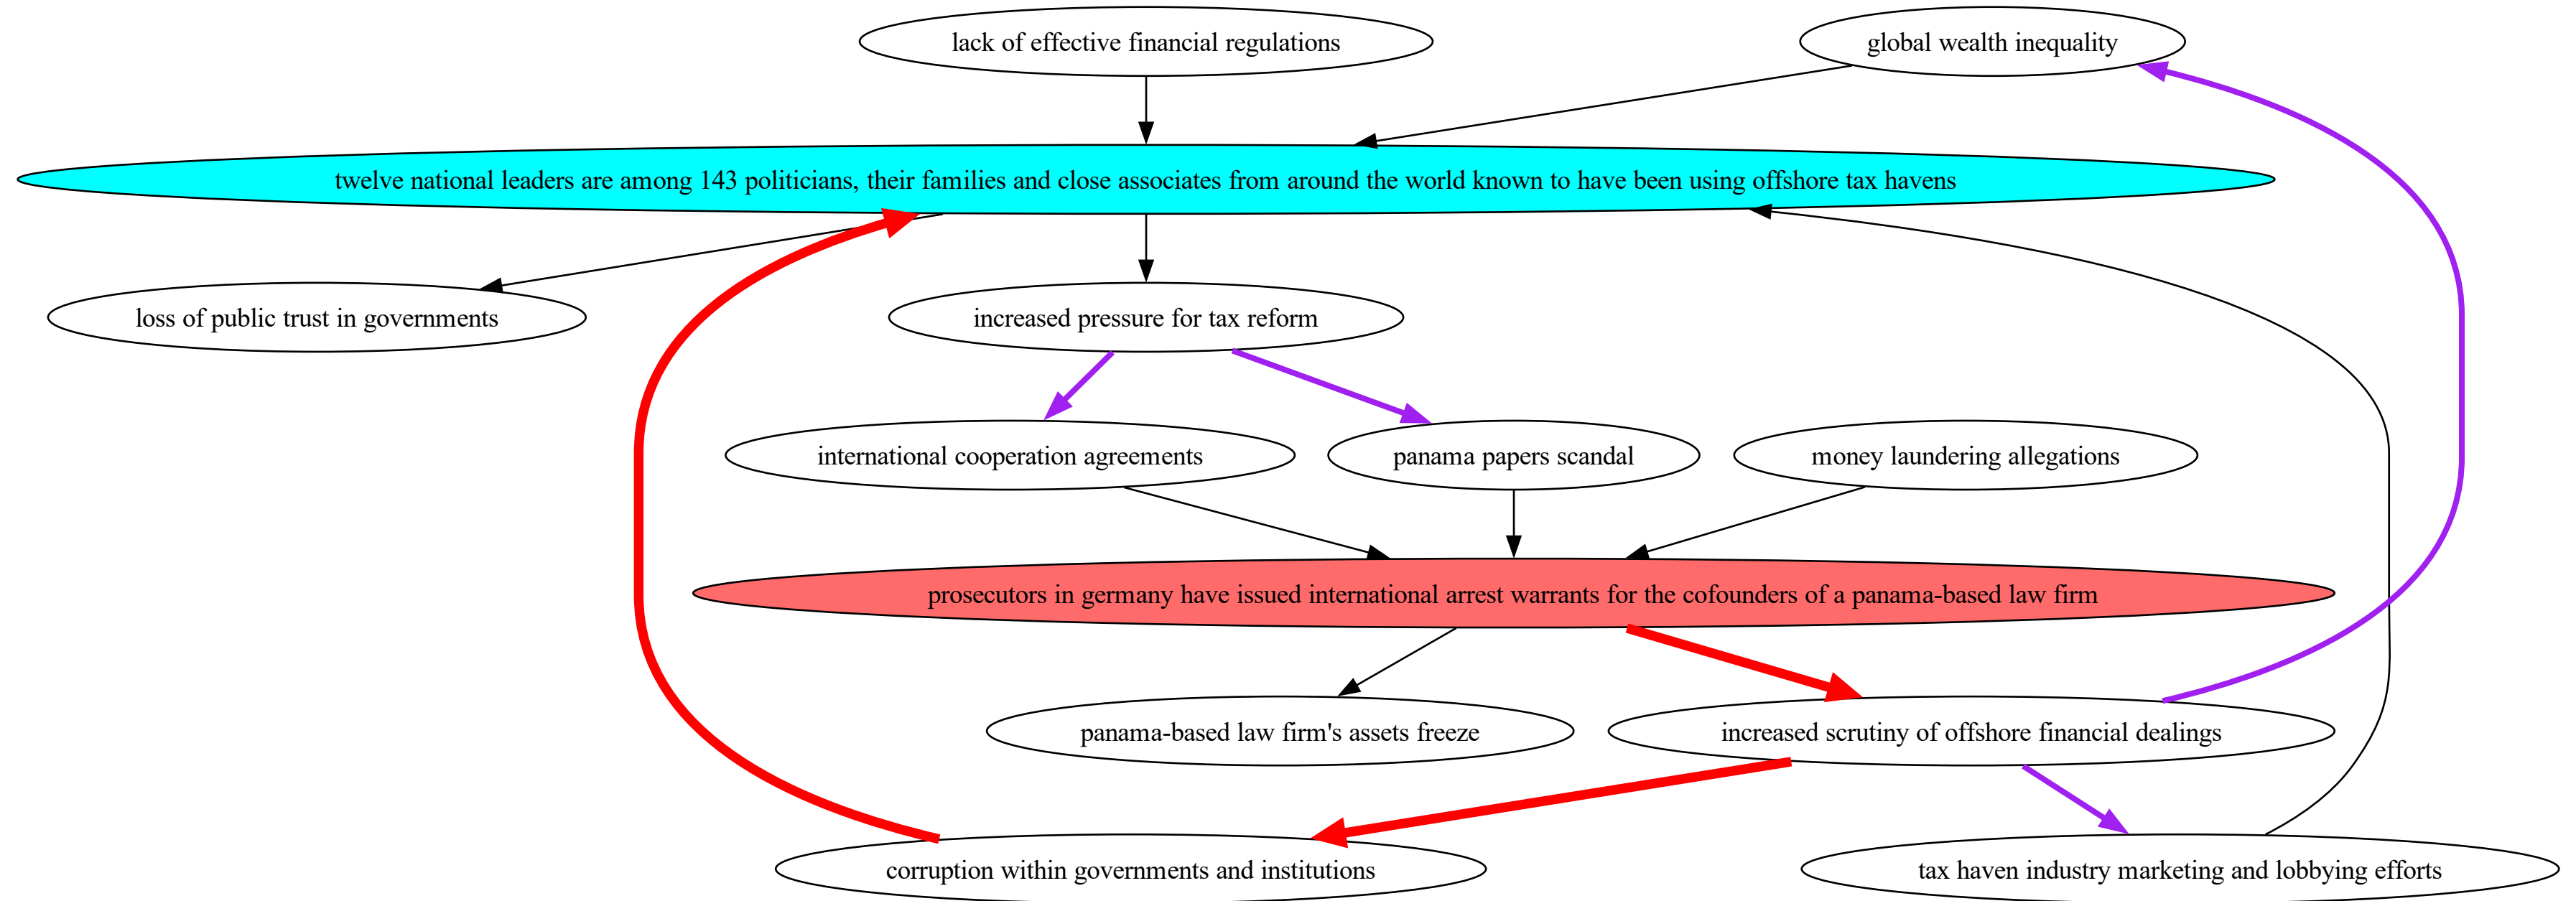 lack of effective financial regulations
global wealth inequality
twelve national leaders are among 143 politicians, their families and close associates from around the world known to have been using offshore tax havens
loss of public trust in governments
increased pressure for tax reform
international cooperation agreements
panama papers scandal
money laundering allegations
prosecutors in germany have issued international arrest warrants for the cofounders of a panama-based law firm
panama-based law firm's assets freeze
increased scrutiny of offshore financial dealings
corruption within governments and institutions
tax haven industry marketing and lobbying efforts